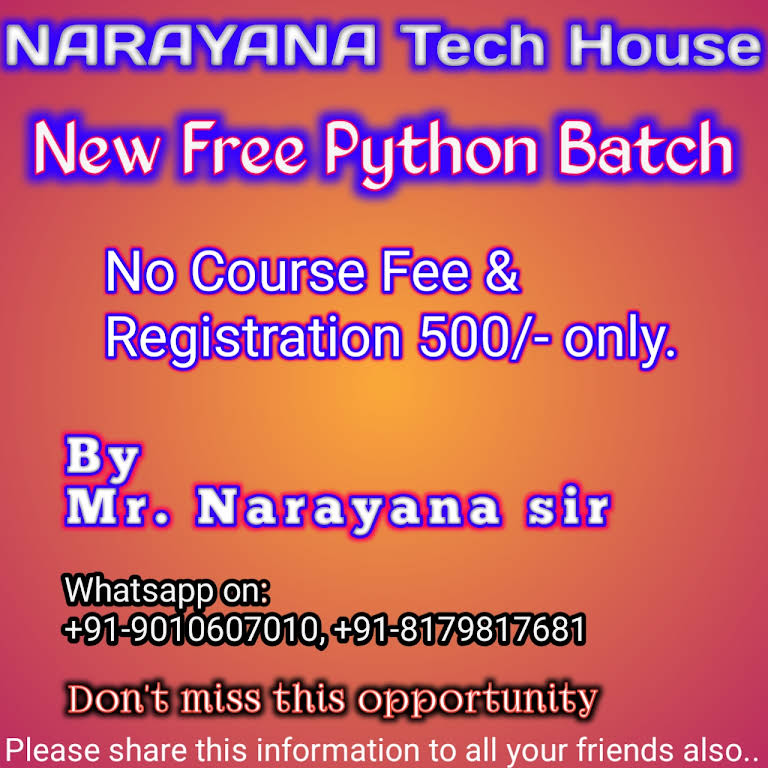 NARAYANA Tech House
New Free Python Batch
No Course Fee &
Registration 500/- only.
By
Mr. Narayana sir
Whatsapp on:
+91-9010607010, +91-8179817681
Don't miss this opportunity
Please share this information to all your friends also..